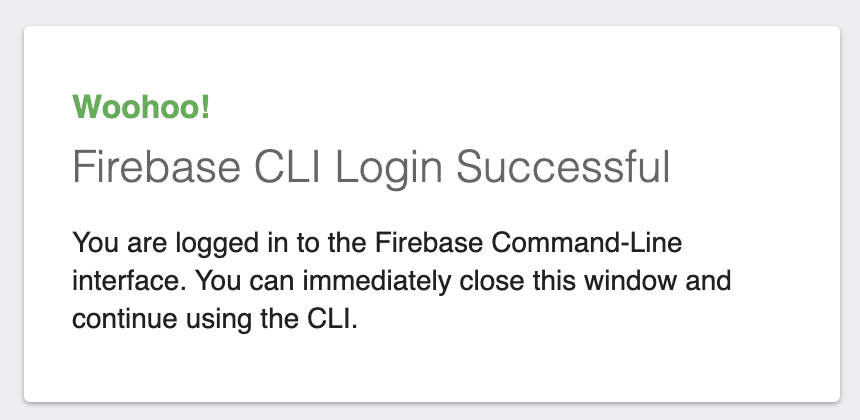 Woohoo!
Firebase CLI Login Successful
You are logged in to the Firebase Command-Line
interface. You can immediately close this window and
continue using the CLI.